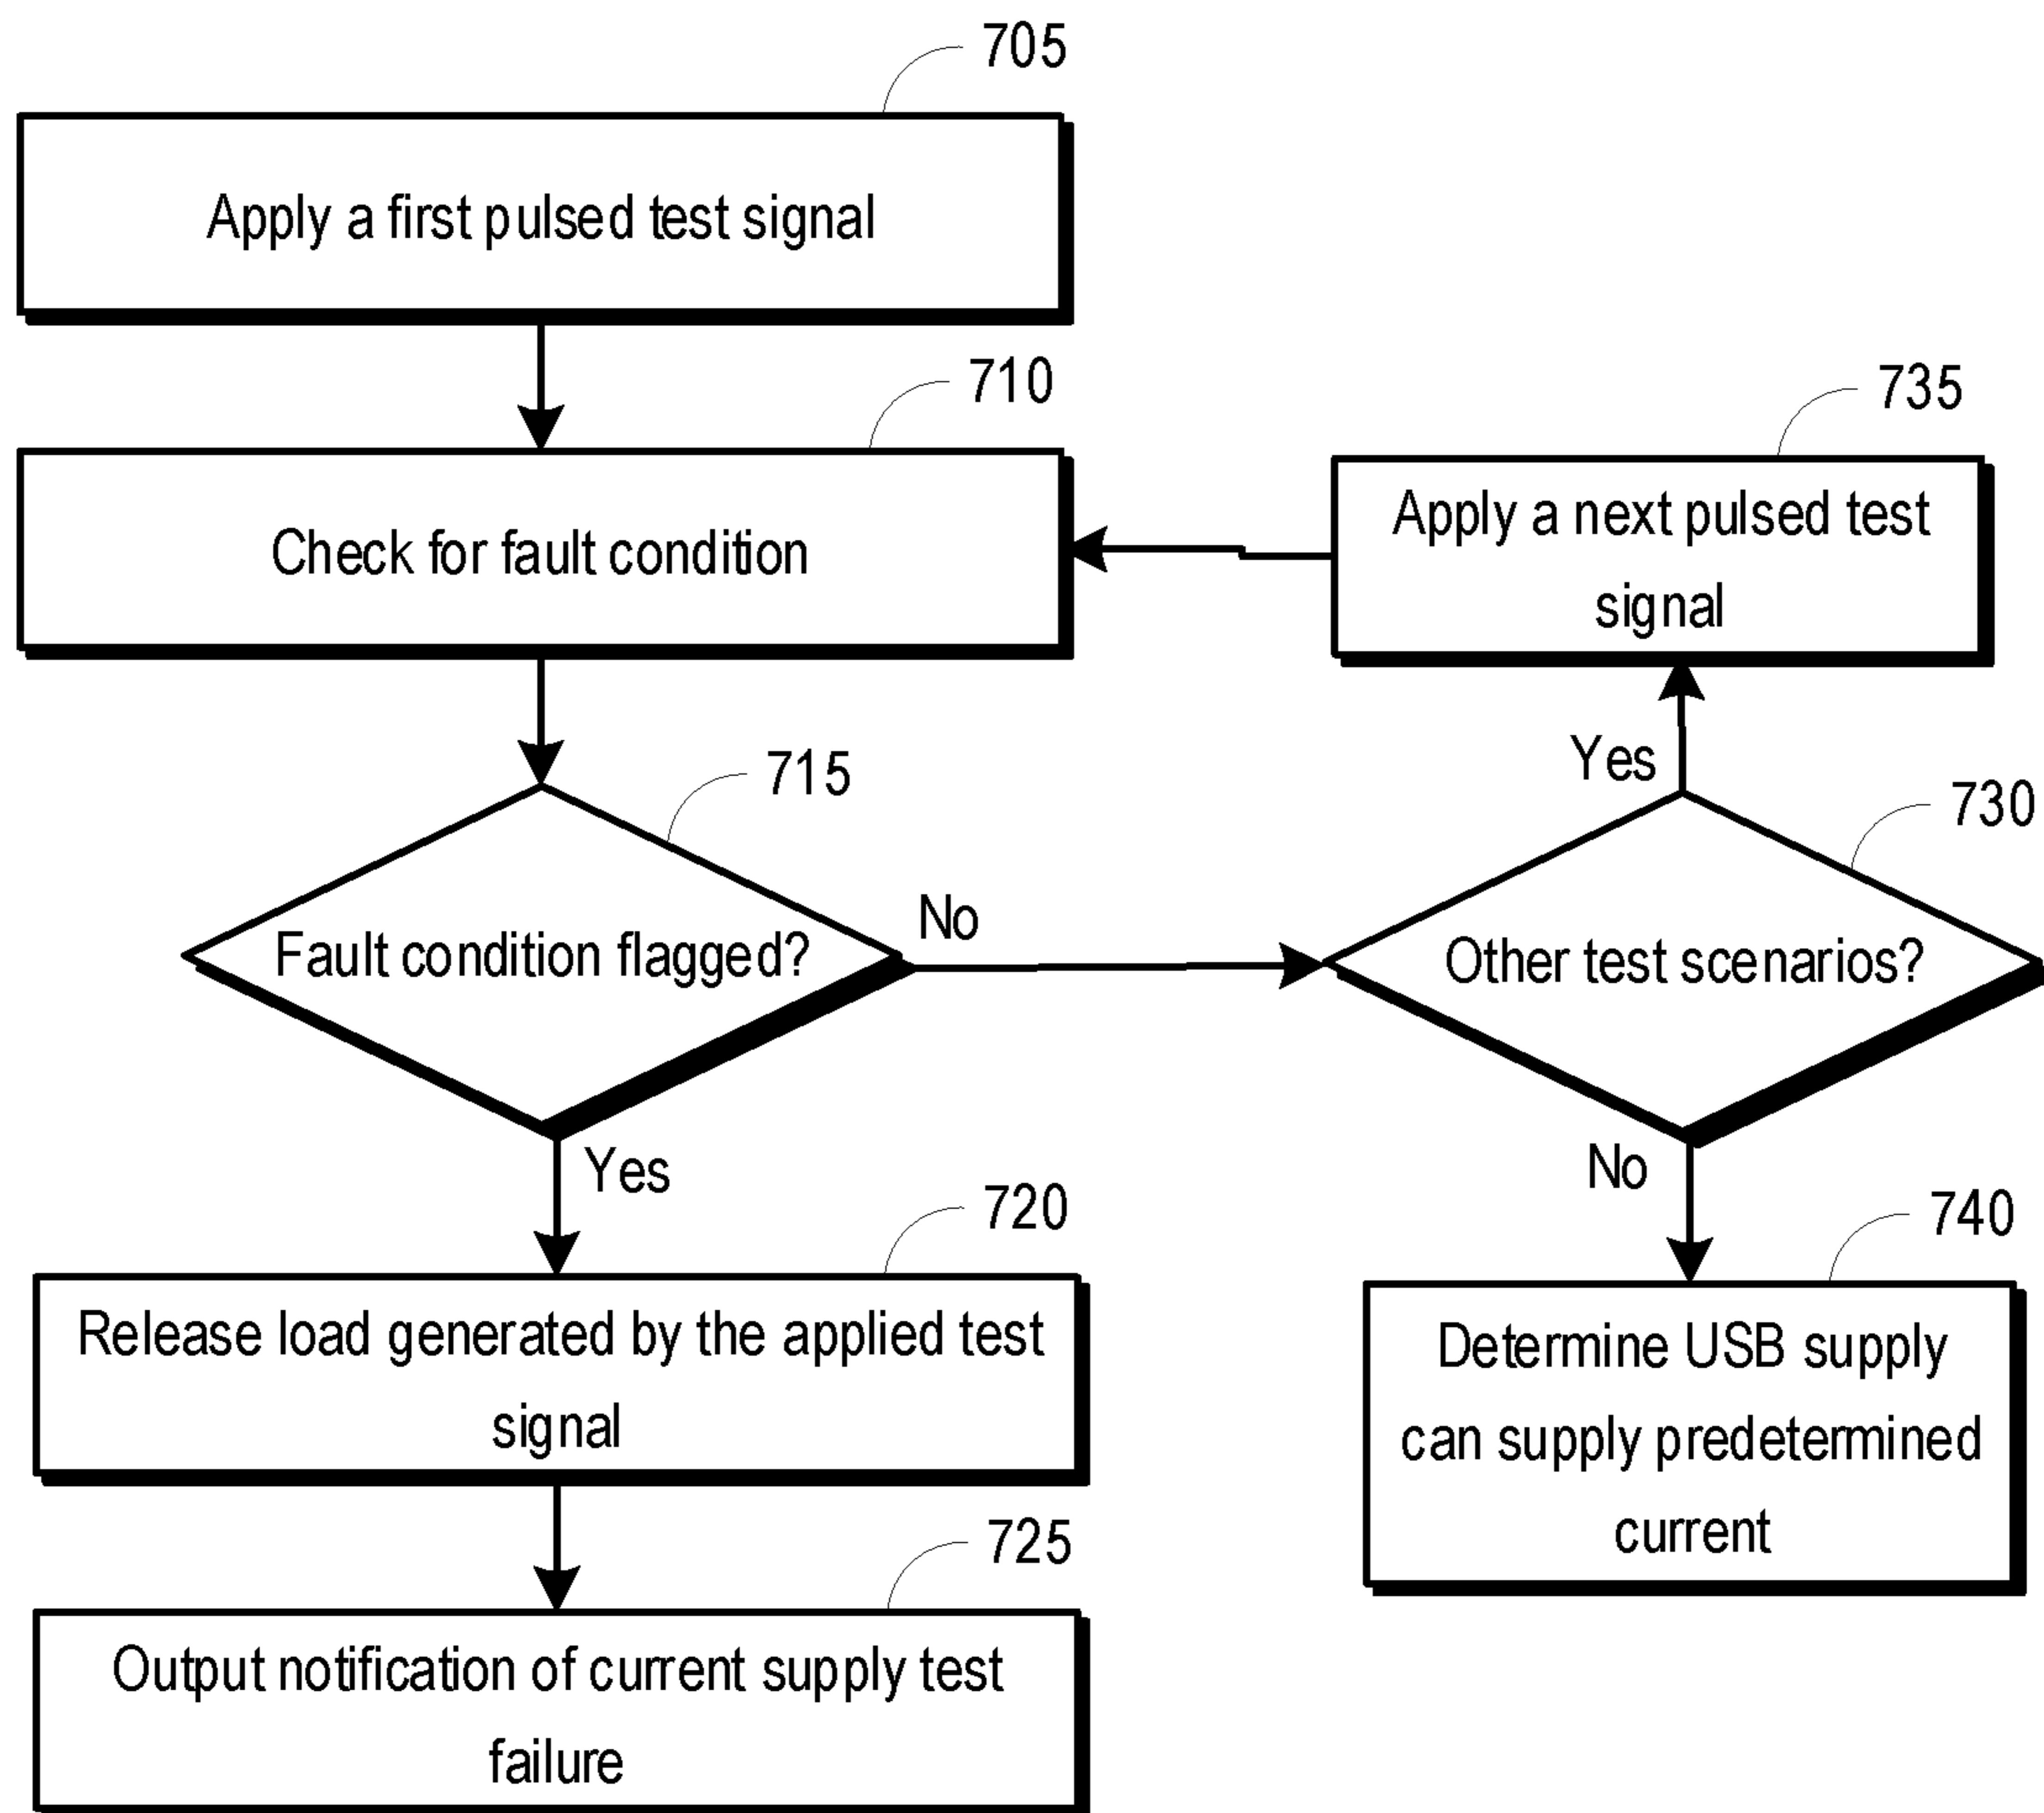 705
Apply a first pulsed test signal
710
Check for fault condition
735
Apply a next pulsed test
signal
715
Fault condition flagged?
No
Yes
730
Other test scenarios?
Yes
No
720
Release load generated by the applied test
signal
725
Output notification of current supply test
failure
740
Determine USB supply
can supply predetermined
current